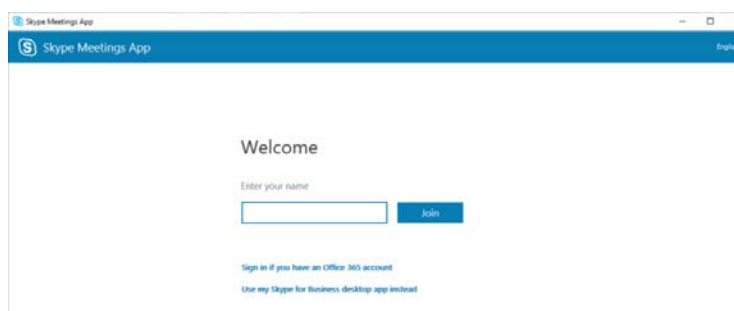 Skype Meetings App
Skype Meetings App
Welcome
Enter your name
Join
Sign in if you have an Office 365 account
Use my Skype for Business desktop app instead